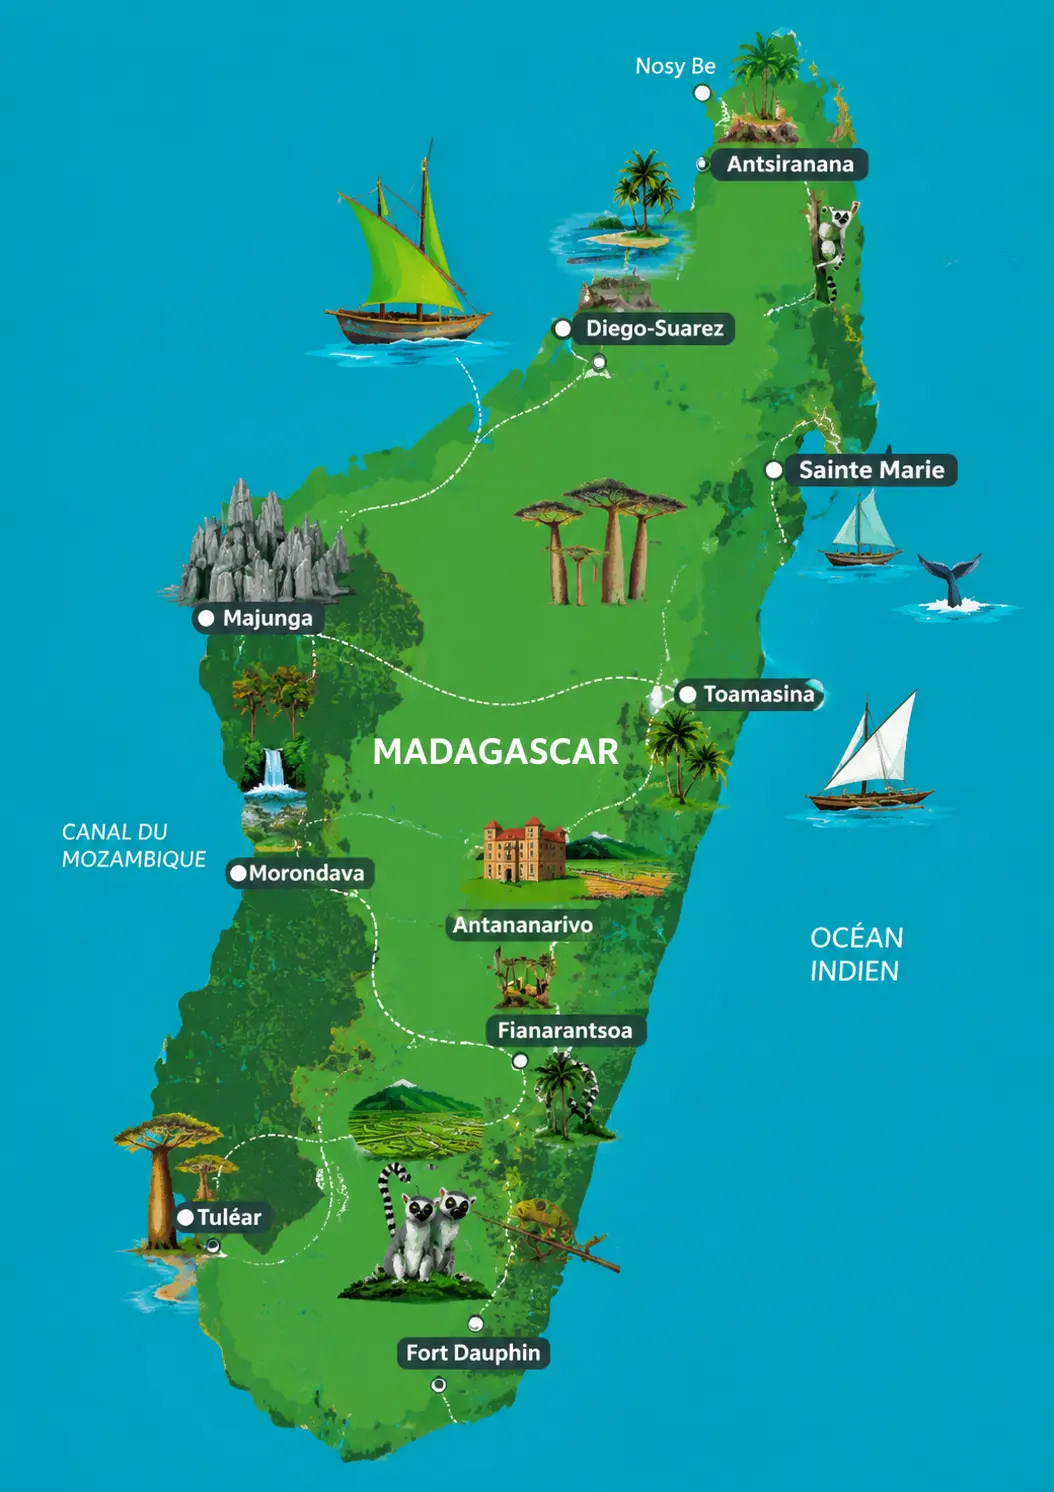 Nosy Be
Antsiranana
Diego-Suarez
Sainte Marie
Majunga
Toamasina
MADAGASCAR
CANAL DU
MOZAMBIQUE
Morondava
Antananarivo
OCÉAN
INDIEN
Fianarantsoa
Tuléar
Fort Dauphin